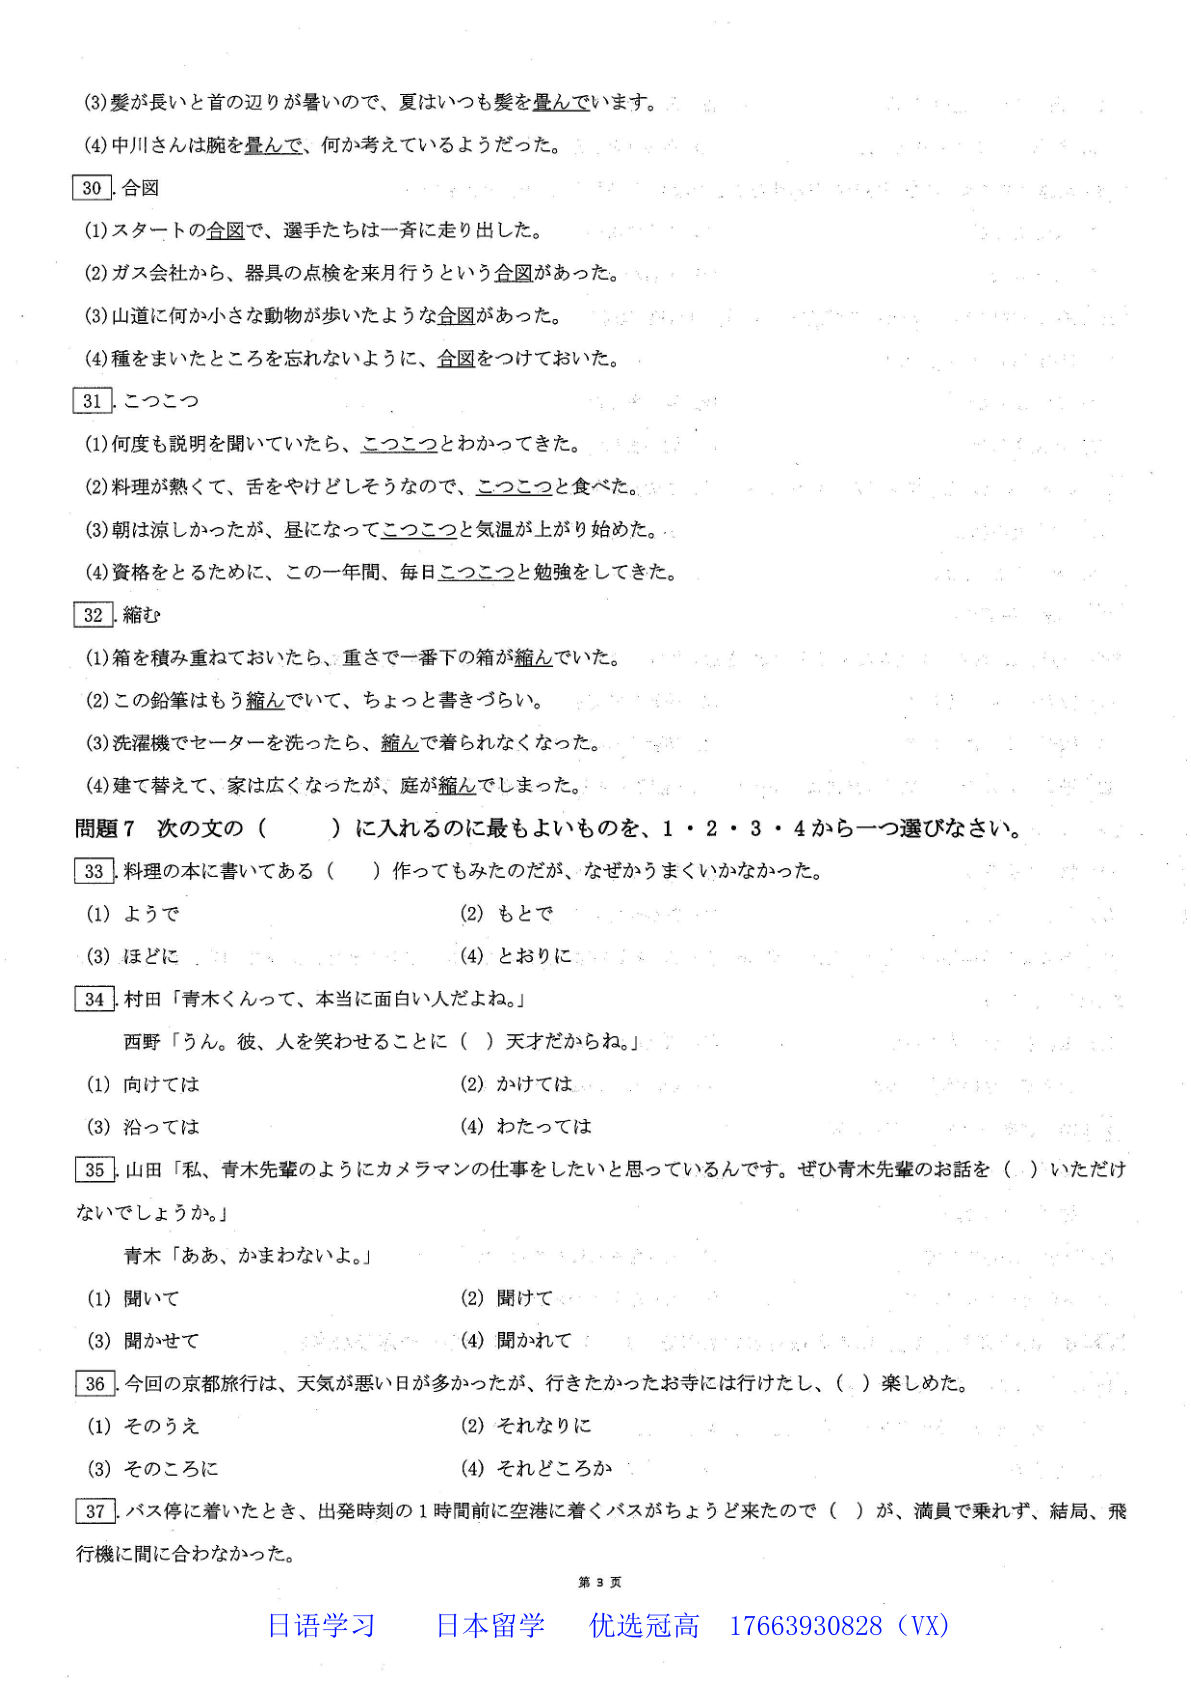 (3)髪が長いと首の辺りが暑いので、夏はいつも髪を畳んでいます。
(4)中川さんは腕を畳んで、何か考えているようだった。
30.合図
(1)スタートの合図で、選手たちは一斉に走り出した。
(2)ガス会社から、器具の点検を来月行うという合図があった。
(3)山道に何か小さな動物が歩いたような合図があった。
(4)種をまいたところを忘れないように、合図をつけておいた。
31.こつこつ
(1)何度も説明を聞いていたら、こつこつとわかってきた。
(2)料理が熱くて、舌をやけどしそうなので、こつこつと食べた。
(3)朝は涼しかったが、昼になってこつこつと気温が上がり始めた。
(4)資格をとるために、この一年間、毎日こつこつと勉強をしてきた。
32.縮む
(1)箱を積み重ねておいたら、重さで一番下の箱が縮んでいた。
(2)この鉛筆はもう縮んでいて、ちょっと書きづらい。
(3)洗濯機でセーターを洗ったら、縮んで着られなくなった。
(4)建て替えて、家は広くなったが、庭が縮んでしまった。
問題7 次の文の(   )に入れるのに最もよいものを、1・2・3・4から一つ選びなさい。
33.料理の本に書いてある(  )作ってもみたのだが、なぜかうまくいかなかった。
(1) ようで (2) もとで
(3) ほどに (4) とおりに
34.村田「青木くんって、本当に面白い人だよね。」
西野「うん。彼、人を笑わせることに( )天才だからね。」
(1) 向けては (2) かけては
(3) 沿っては (4) わたっては
35.山田「私、青木先輩のようにカメラマンの仕事をしたいと思っているんです。ぜひ青木先輩のお話を( )いただけ
ないでしょうか。」
青木「ああ、かまわないよ。」
(1) 聞いて (2) 聞けて
(3) 聞かせて (4) 聞かれて
36.今回の京都旅行は、天気が悪い日が多かったが、行きたかったお寺には行けたし、( )楽しめた。
(1) そのうえ (2) それなりに
(3) そのころに (4) それどころか
37.バス停に着いたとき、出発時刻の1時間前に空港に着くバスがちょうど来たので( )が、満員で乗れず、結局、飛
行機に間に合わなかった。
第 3 页
日语学习 日本留学 优选冠高 17663930828（VX）